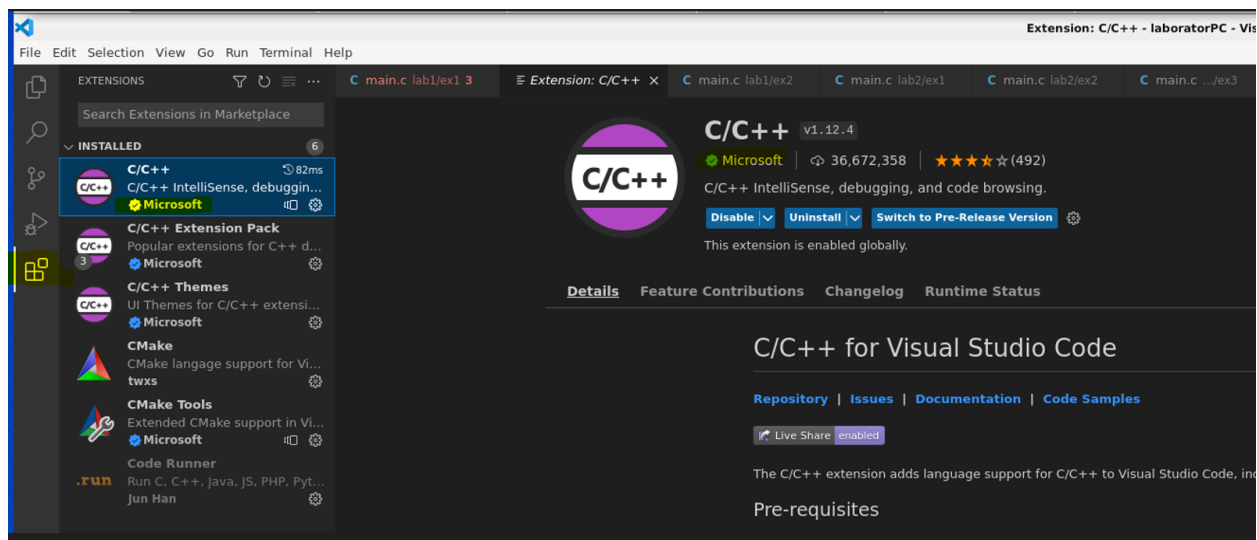 Extension: C/C++ - laboratorPC - Vis
File Edit Selection View Go Run Terminal Help
EXTENSIONS
Search Extensions in Marketplace
INSTALLED 6
C/C++ 82ms
C/C++ IntelliSense, debuggin...
Microsoft
C/C++
C/C++ Extension Pack
Popular extensions for C++ d...
Microsoft
C/C++
3
C/C++ Themes
UI Themes for C/C++ extensi...
Microsoft
C/C++
CMake
CMake langage support for Vi...
twxs
CMake Tools
Extended CMake support in Vi...
Microsoft
Code Runner
Run C, C++, Java, JS, PHP, Pyt...
Jun Han
.run
C main.c lab1/ex1 3 Extension: C/C++ C main.c lab1/ex2 C main.c lab2/ex1 C main.c lab2/ex2 C main.c .../ex3
C/C++
C/C++ v1.12.4
Microsoft 36,672,358 (492)
C/C++ IntelliSense, debugging, and code browsing.
Disable Uninstall Switch to Pre-Release Version
This extension is enabled globally.
Details Feature Contributions Changelog Runtime Status
C/C++ for Visual Studio Code
Repository | Issues | Documentation | Code Samples
Live Share enabled
The C/C++ extension adds language support for C/C++ to Visual Studio Code, inc
Pre-requisites